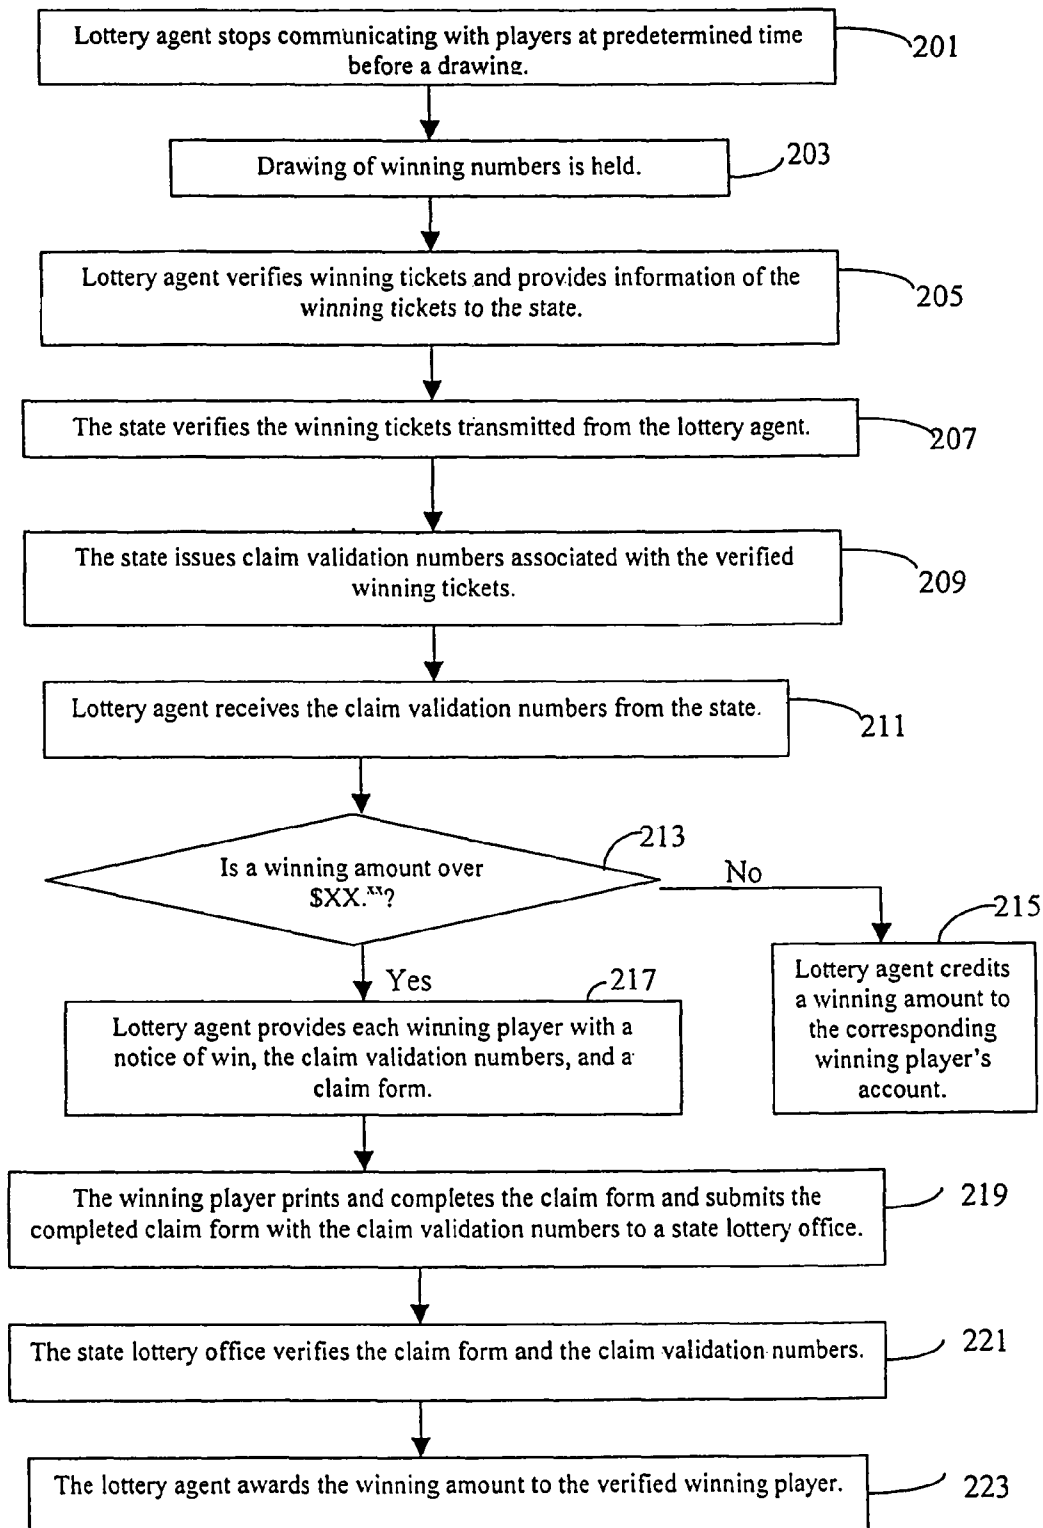 Lottery agent stops communicating with players at predetermined time
before a drawing.
201
Drawing of winning numbers is held.
203
Lottery agent verifies winning tickets and provides information of the
winning tickets to the state.
205
The state verifies the winning tickets transmitted from the lottery agent.
207
The state issues claim validation numbers associated with the verified
winning tickets.
209
Lottery agent receives the claim validation numbers from the state.
211
Is a winning amount over
$XX.xx?
213
No
215
Lottery agent credits
a winning amount to
the corresponding
winning player's
account.
Yes
217
Lottery agent provides each winning player with a
notice of win, the claim validation numbers, and a
claim form.
The winning player prints and completes the claim form and submits the
completed claim form with the claim validation numbers to a state lottery office.
219
The state lottery office verifies the claim form and the claim validation numbers.
221
The lottery agent awards the winning amount to the verified winning player.
223